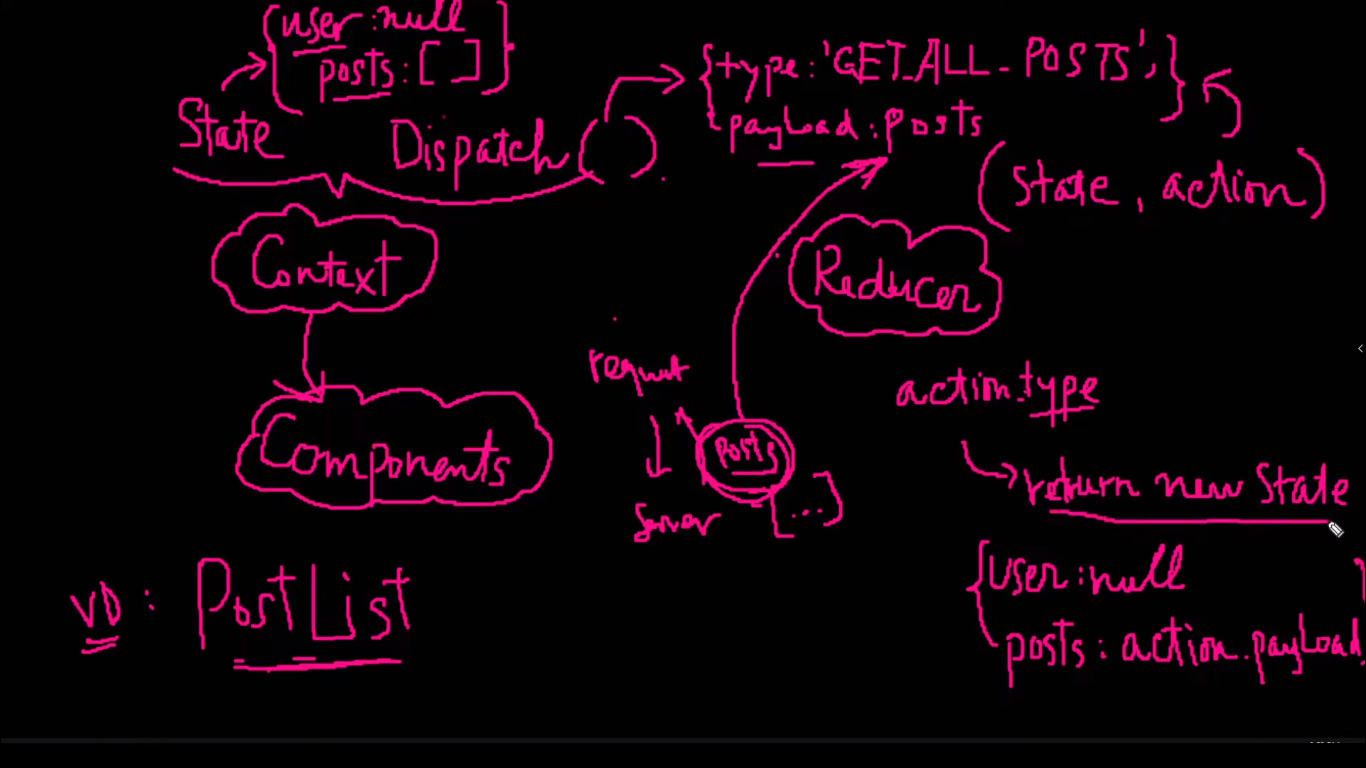 {user:null
posts:[ ]}
State
Dispatch ( )
{type:'GET_ALL_POSTS',
payload:posts}
(State, action)
Context
Reducer
Components
request
Server
Posts
[...]
action.type
return new State
{user:null
posts: action.payload}
VD: PostList